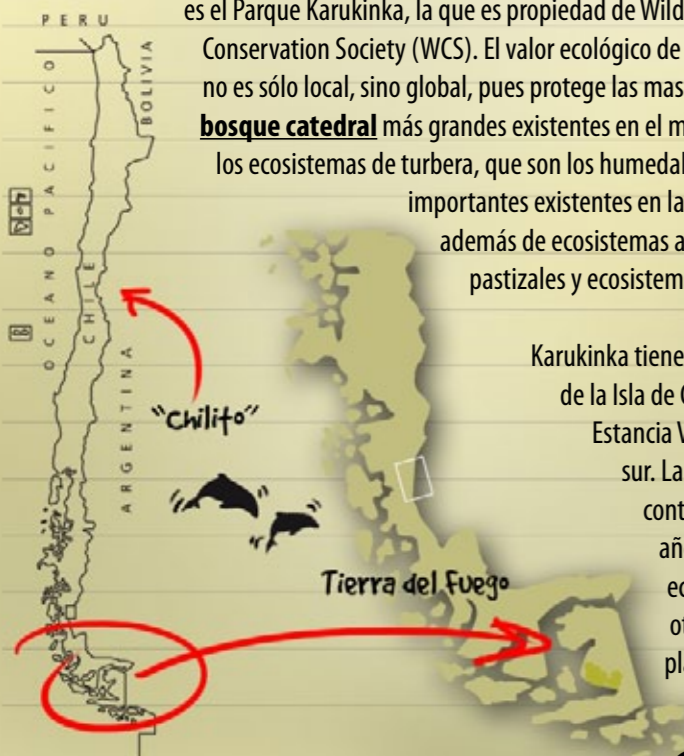 es el Parque Karukinka, la que es propiedad de Wild
Conservation Society (WCS). El valor ecológico de
no es sólo local, sino global, pues protege las mas
bosque catedral más grandes existentes en el m
los ecosistemas de turbera, que son los humedal
importantes existentes en la
además de ecosistemas a
pastizales y ecosistem
Karukinka tiene
de la Isla de
Estancia V
sur. La
cont
añ
ec
ot
pl
PERU
BOLIVIA
OCEANO PACIFICO
CHILE
ARGENTINA
"Chilito"
Tierra del Fuego